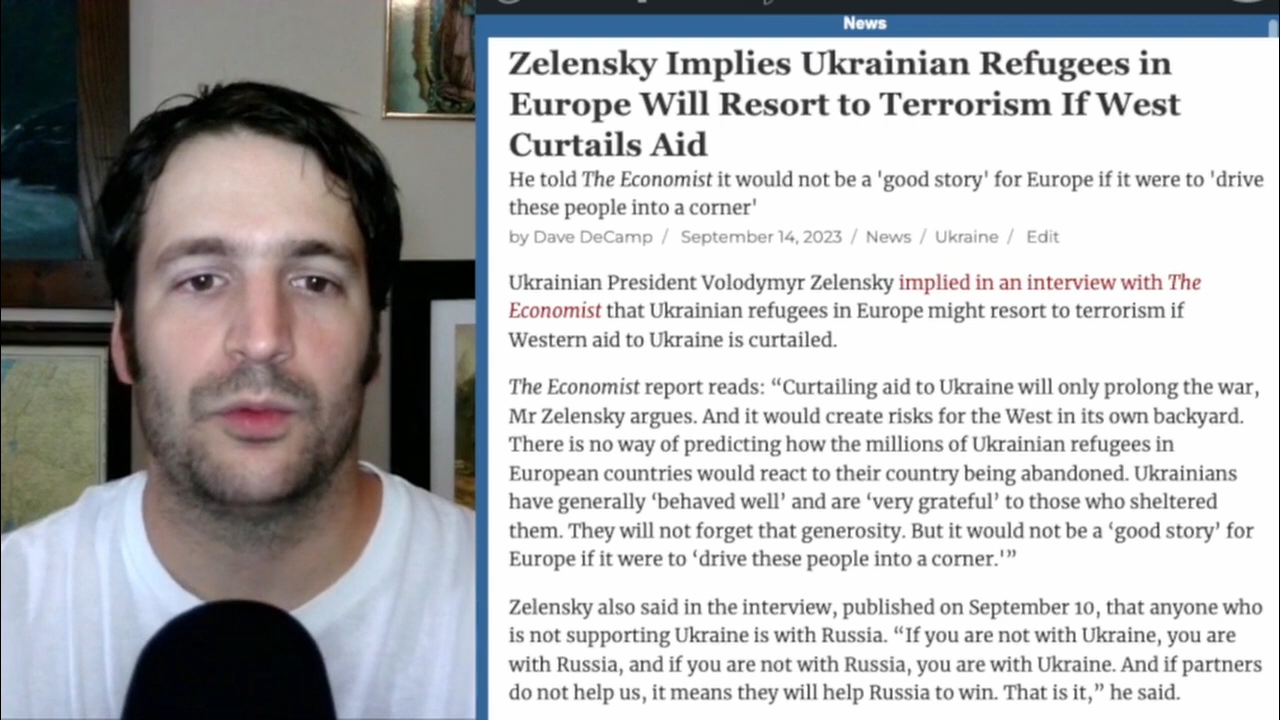 News
Zelensky Implies Ukrainian Refugees in
Europe Will Resort to Terrorism If West
Curtails Aid
He told The Economist it would not be a 'good story' for Europe if it were to 'drive
these people into a corner'
by Dave DeCamp / September 14, 2023 / News / Ukraine / Edit
Ukrainian President Volodymyr Zelensky implied in an interview with The
Economist that Ukrainian refugees in Europe might resort to terrorism if
Western aid to Ukraine is curtailed.
The Economist report reads: “Curtailing aid to Ukraine will only prolong the war,
Mr Zelensky argues. And it would create risks for the West in its own backyard.
There is no way of predicting how the millions of Ukrainian refugees in
European countries would react to their country being abandoned. Ukrainians
have generally ‘behaved well’ and are ‘very grateful’ to those who sheltered
them. They will not forget that generosity. But it would not be a ‘good story’ for
Europe if it were to ‘drive these people into a corner.'”
Zelensky also said in the interview, published on September 10, that anyone who
is not supporting Ukraine is with Russia. “If you are not with Ukraine, you are
with Russia, and if you are not with Russia, you are with Ukraine. And if partners
do not help us, it means they will help Russia to win. That is it,” he said.